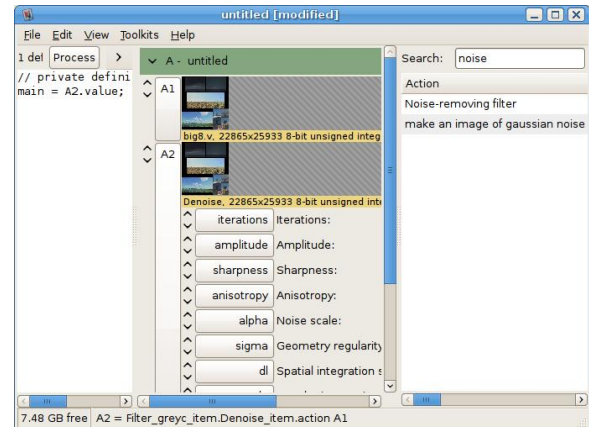 untitled [modified]
File Edit View Toolkits Help
1 def Process >
// private defini
main = A2.value;
A - untitled
A1
big8.v, 22865x25933 8-bit unsigned integ
A2
Denoise, 22865x25933 8-bit unsigned inte
iterations Iterations:
amplitude Amplitude:
sharpness Sharpness:
anisotropy Anisotropy:
alpha Noise scale:
sigma Geometry regularity
dl Spatial integration s
Search: noise
Action
Noise-removing filter
make an image of gaussian noise
7.48 GB free A2 = Filter_greyc_item.Denoise_item.action A1